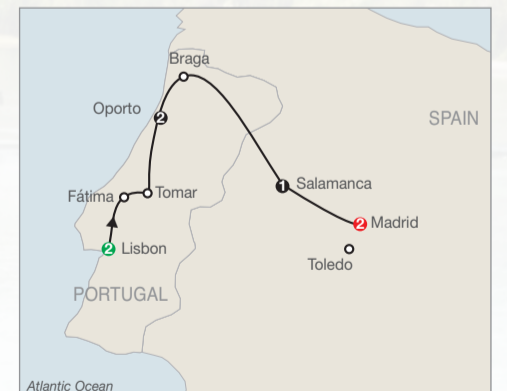 Braga
Oporto
2
SPAIN
1 Salamanca
Fátima
Tomar
2 Madrid
2 Lisbon
Toledo
PORTUGAL
Atlantic Ocean